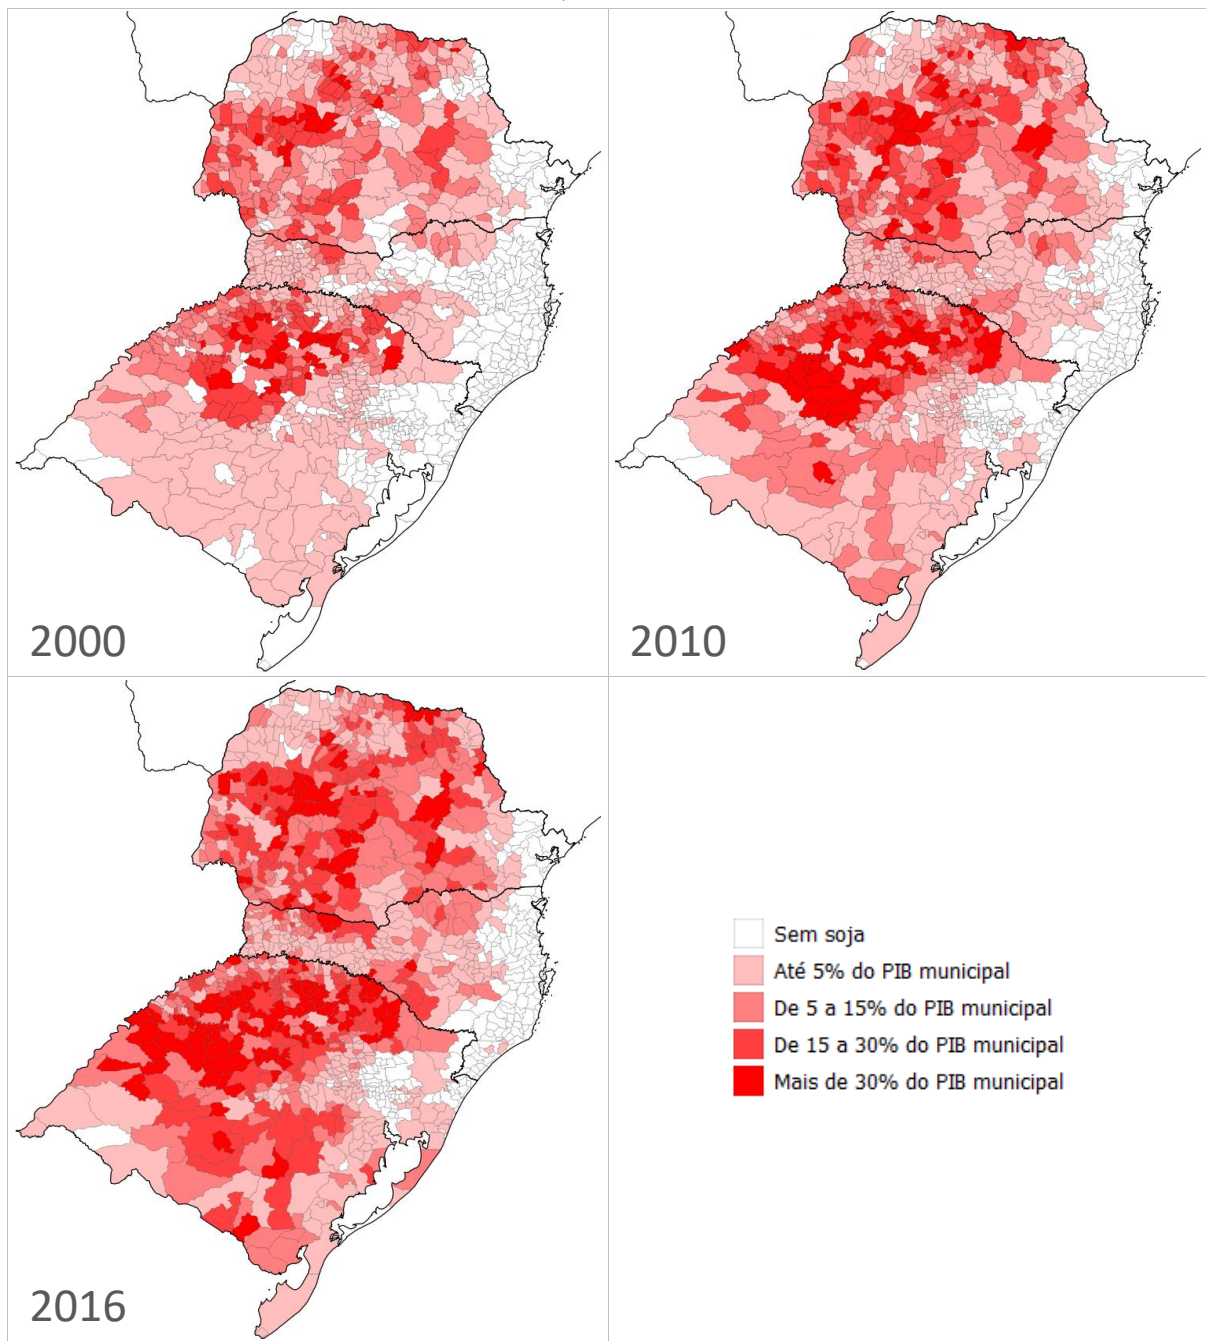 2000
2010
2016
Sem soja
Até 5% do PIB municipal
De 5 a 15% do PIB municipal
De 15 a 30% do PIB municipal
Mais de 30% do PIB municipal